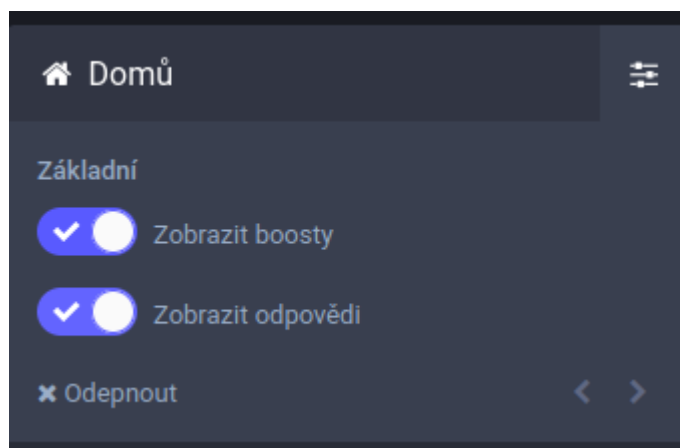 Domů
Základní
Zobrazit boosty
Zobrazit odpovědi
Odepnout